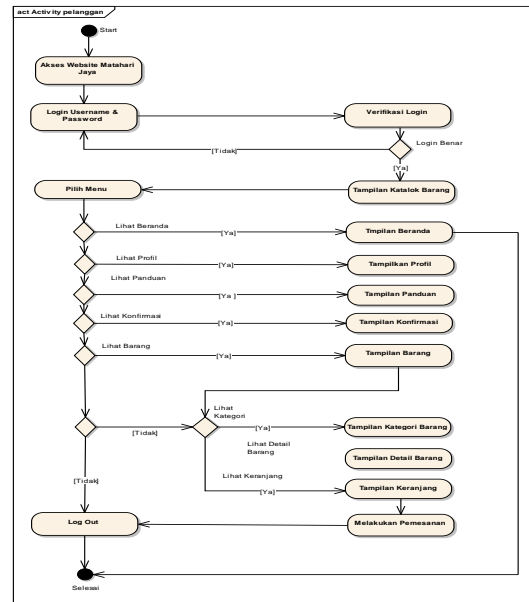 act Activity pelanggan
Start
Akses Website Matahari
Jaya
Login Username &
Password
Verifikasi Login
Login Benar
[Tidak]
[Ya]
Pilih Menu
Tampilan Katalok Barang
Lihat Beranda
[Ya]
Tmpilan Beranda
Lihat Profil
[Ya]
Tampilkan Profil
Lihat Panduan
[Ya ]
Tampilan Panduan
Lihat Konfirmasi
[Ya]
Tampilan Konfirmasi
Lihat Barang
[Ya]
Tampilan Barang
Lihat
Kategori
[Tidak]
[Ya]
Tampilan Kategori Barang
Lihat Detail
Barang
Tampilan Detail Barang
Lihat Keranjang
[Ya]
Tampilan Keranjang
[Tidak]
Log Out
Melakukan Pemesanan
Selesai